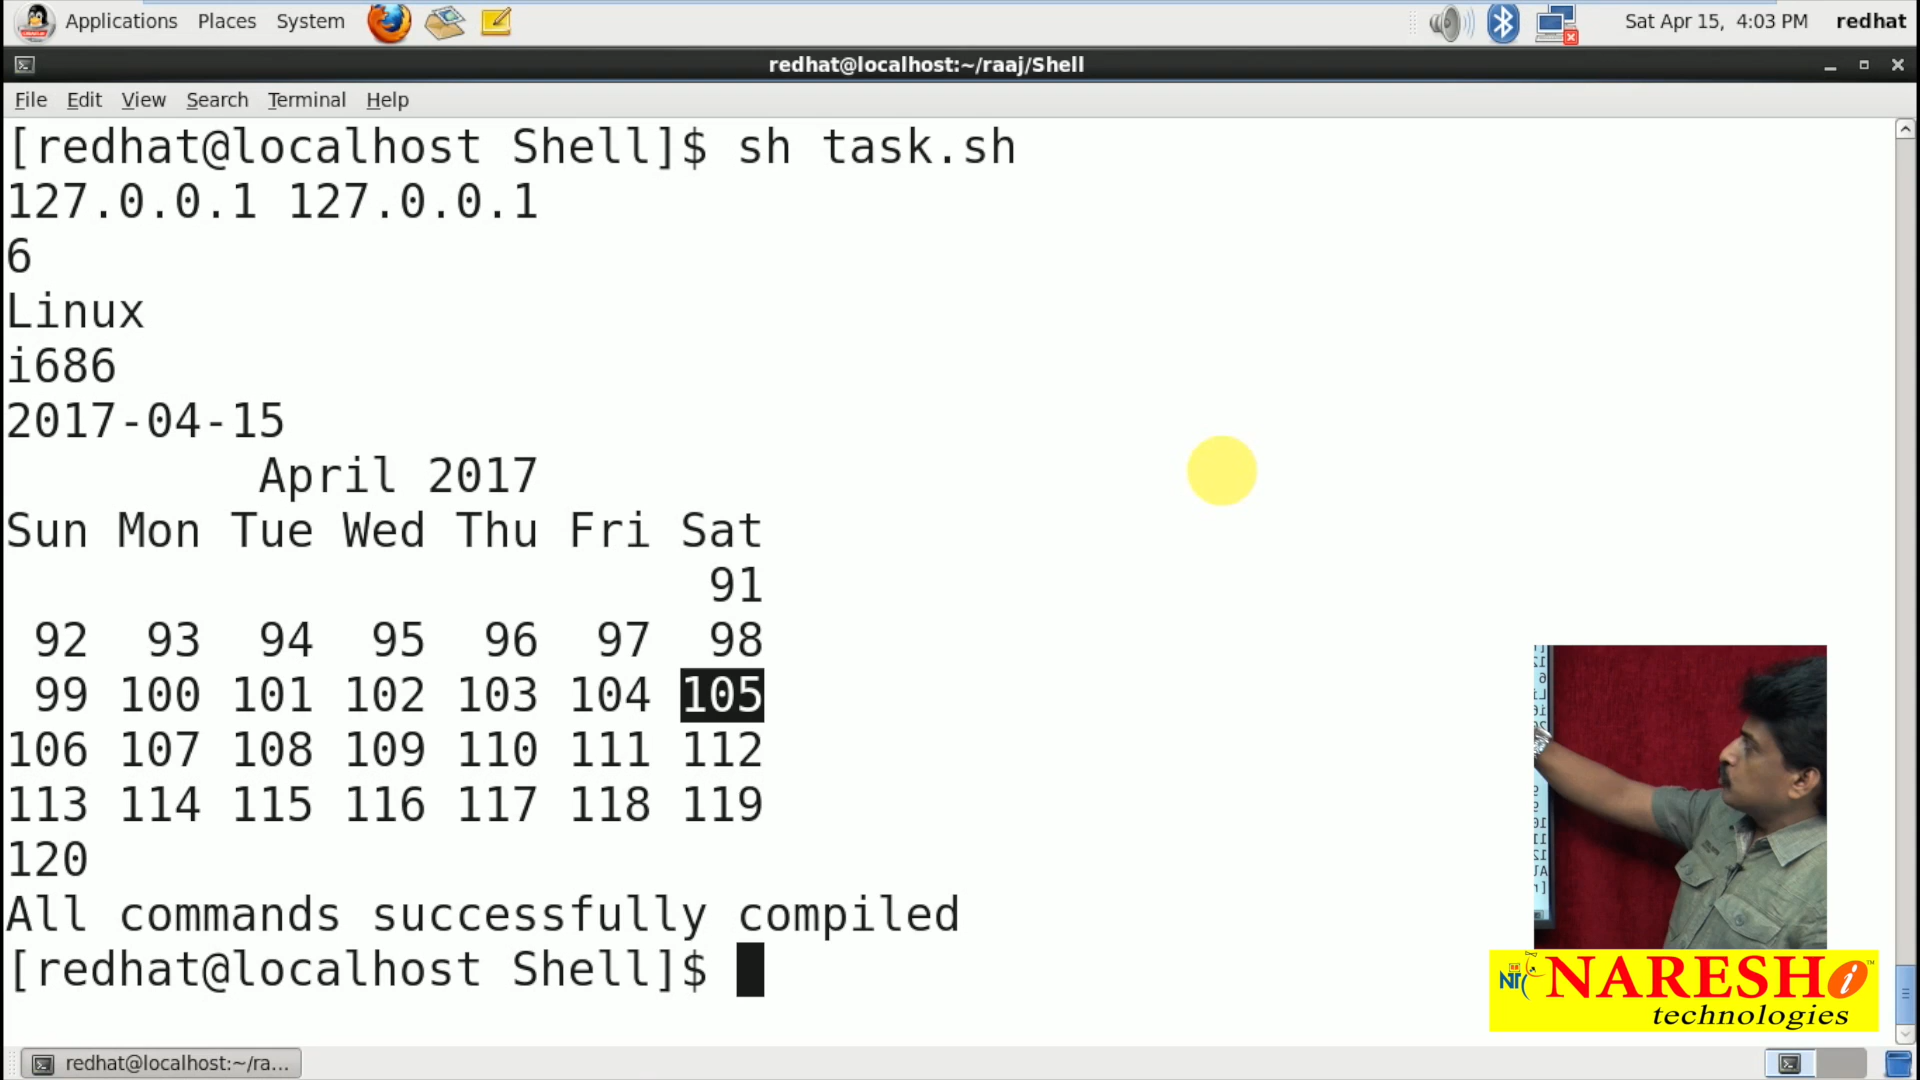 Applications Places System Sat Apr 15, 4:03 PM redhat
redhat@localhost:~/raaj/Shell
File Edit View Search Terminal Help
[redhat@localhost Shell]$ sh task.sh
127.0.0.1 127.0.0.1
6
Linux
i686
2017-04-15
April 2017
Sun Mon Tue Wed Thu Fri Sat
91
92 93 94 95 96 97 98
99 100 101 102 103 104 105
106 107 108 109 110 111 112
113 114 115 116 117 118 119
120
All commands successfully compiled
[redhat@localhost Shell]$
NARESH i
technologies
redhat@localhost:~/ra...